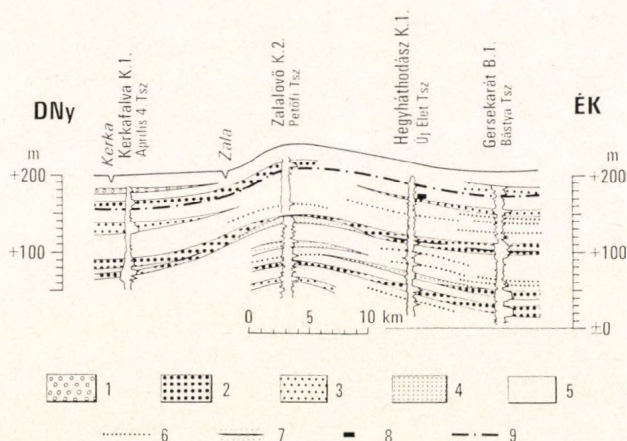 DNy
ÉK
Kerka
Kerkafalva K.1.
Április 4 Tsz
Zala
Zalalövő K.2.
Petőfi Tsz
Hegyháthodász K.1.
Új Élet Tsz
Gersekarát B.1.
Bástya Tsz
m
+200
+100
m
+200
+100
±0
0 5 10 km
1 2 3 4 5
6 7 8 9